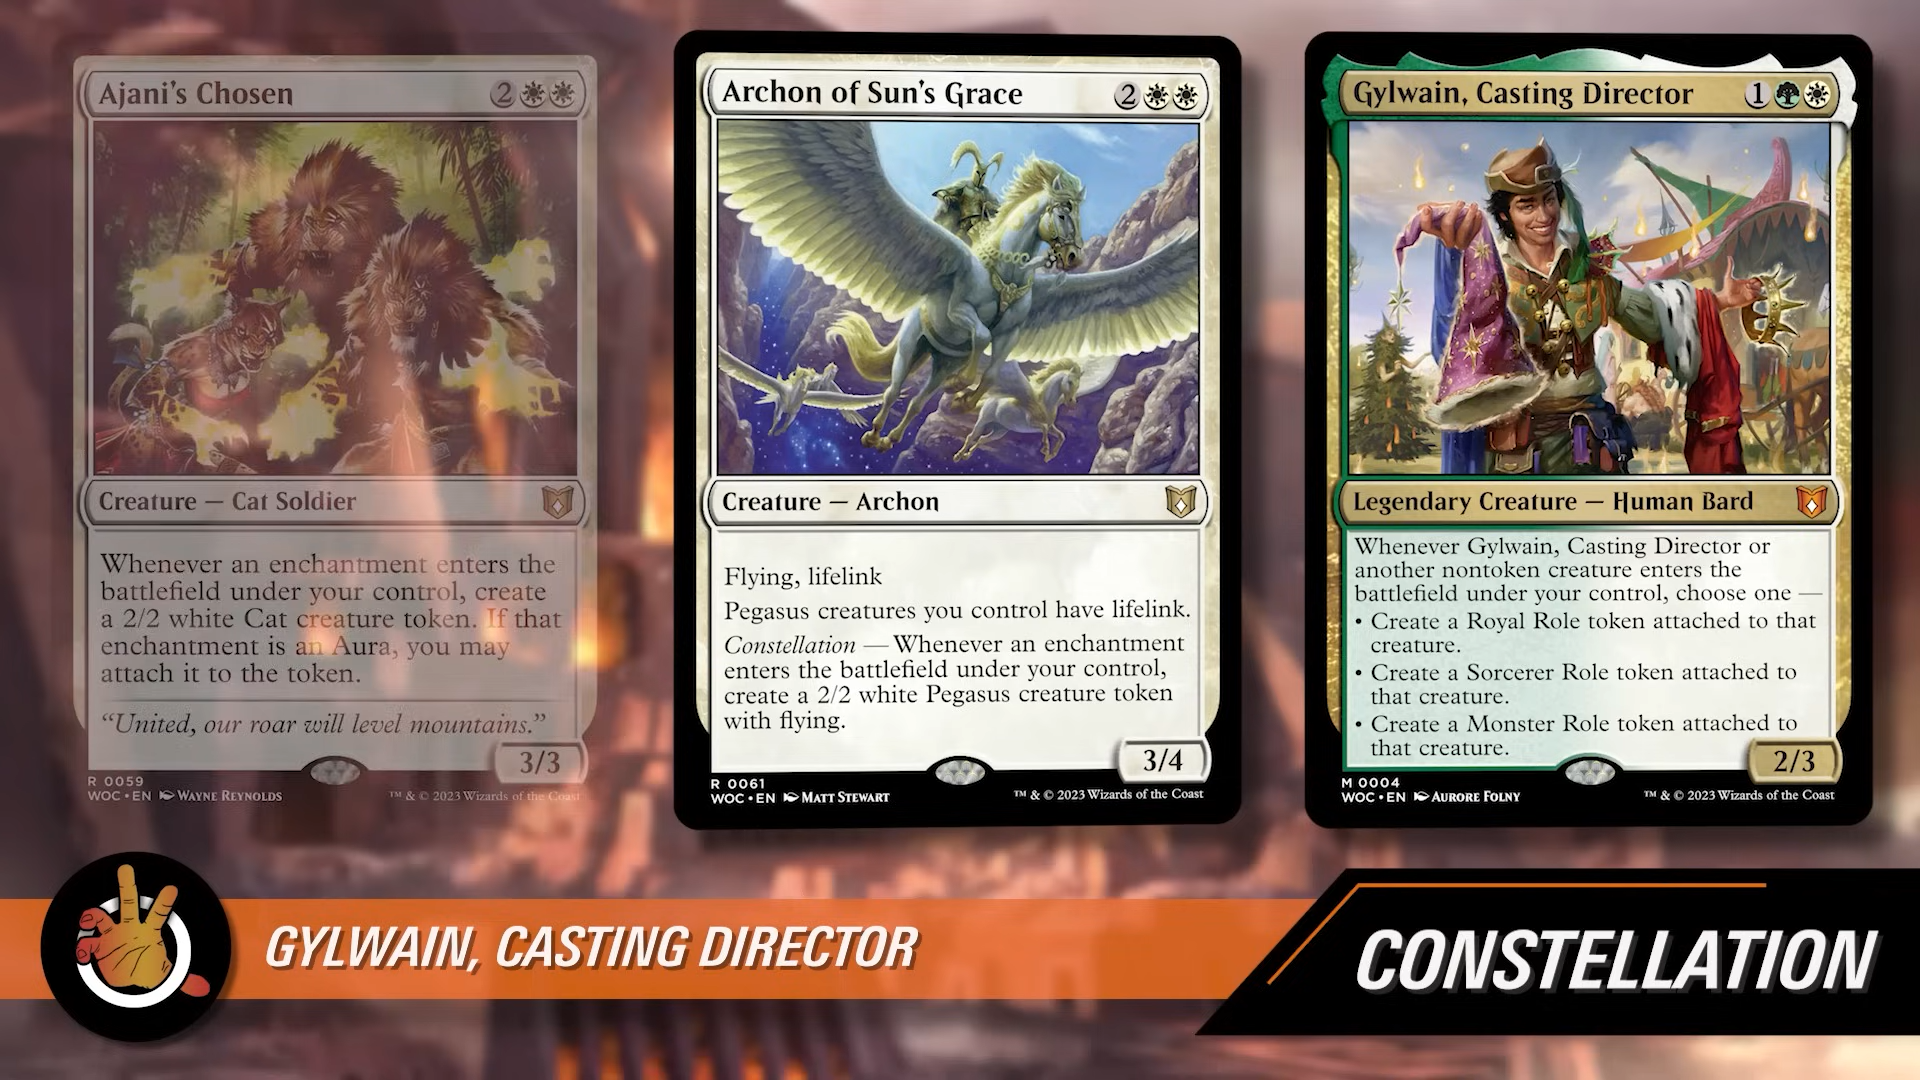 Ajani's Chosen 2
Creature — Cat Soldier
Whenever an enchantment enters the
battlefield under your control, create
a 2/2 white Cat creature token. If that
enchantment is an Aura, you may
attach it to the token.
“United, our roar will level mountains.”
3/3
R 0059
WOC • EN WAYNE REYNOLDS
™ & © 2023 Wizards of the Coast
Archon of Sun's Grace 2
Creature — Archon
Flying, lifelink
Pegasus creatures you control have lifelink.
Constellation — Whenever an enchantment
enters the battlefield under your control,
create a 2/2 white Pegasus creature token
with flying.
3/4
R 0061
WOC • EN MATT STEWART
™ & © 2023 Wizards of the Coast
Gylwain, Casting Director 1
Legendary Creature — Human Bard
Whenever Gylwain, Casting Director or
another nontoken creature enters the
battlefield under your control, choose one —
• Create a Royal Role token attached to that
creature.
• Create a Sorcerer Role token attached to
that creature.
• Create a Monster Role token attached to
that creature.
2/3
M 0004
WOC • EN AURORE FOLNY
™ & © 2023 Wizards of the Coast
GYLWAIN, CASTING DIRECTOR
CONSTELLATION